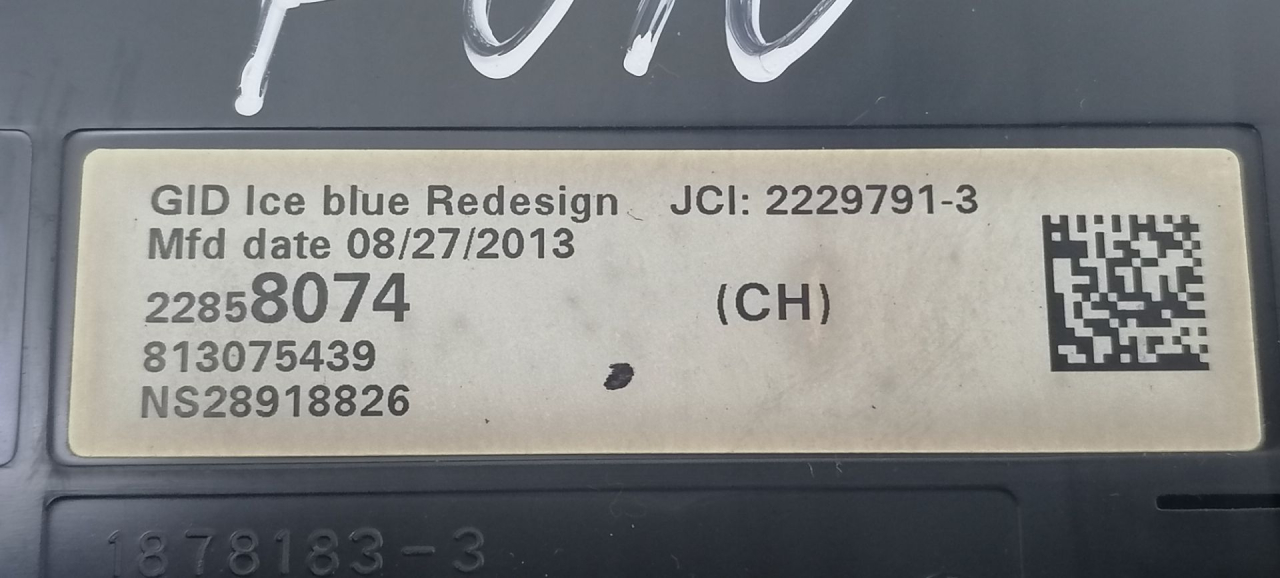 GID Ice blue Redesign JCI: 2229791-3
Mfd date 08/27/2013
22858074 (CH)
813075439
NS28918826
1878183-3